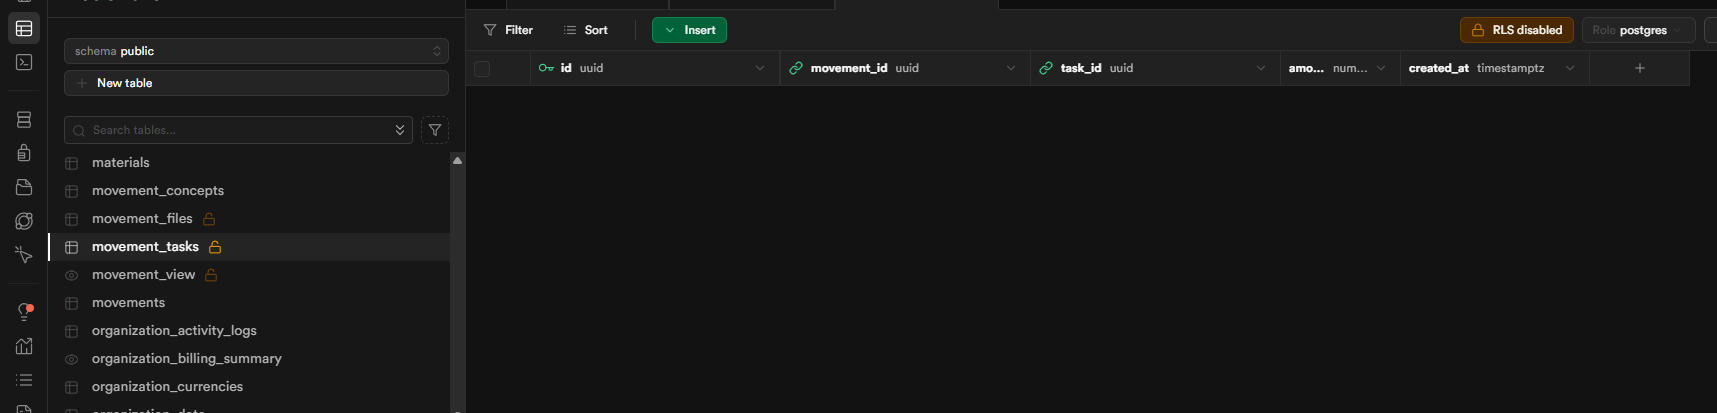 schema public
New table
Search tables...
materials
movement_concepts
movement_files
movement_tasks
movement_view
movements
organization_activity_logs
organization_billing_summary
organization_currencies
Filter Sort Insert RLS disabled Role postgres
id uuid movement_id uuid task_id uuid amo... num... created_at timestamptz